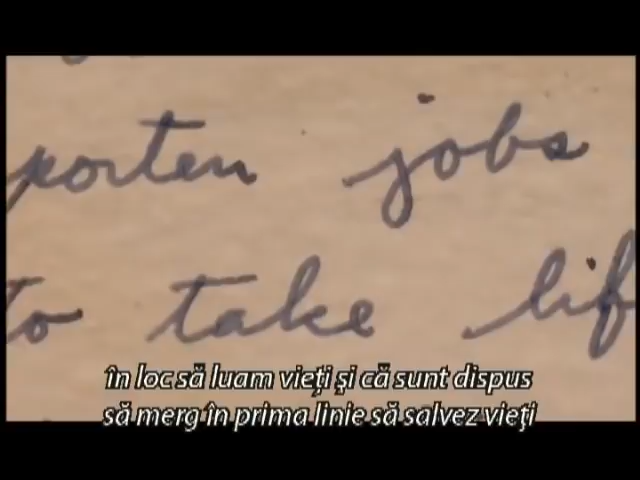 porten jobs
to take lif
în loc să luam vieţi şi că sunt dispus
să merg în prima linie să salvez vieţi